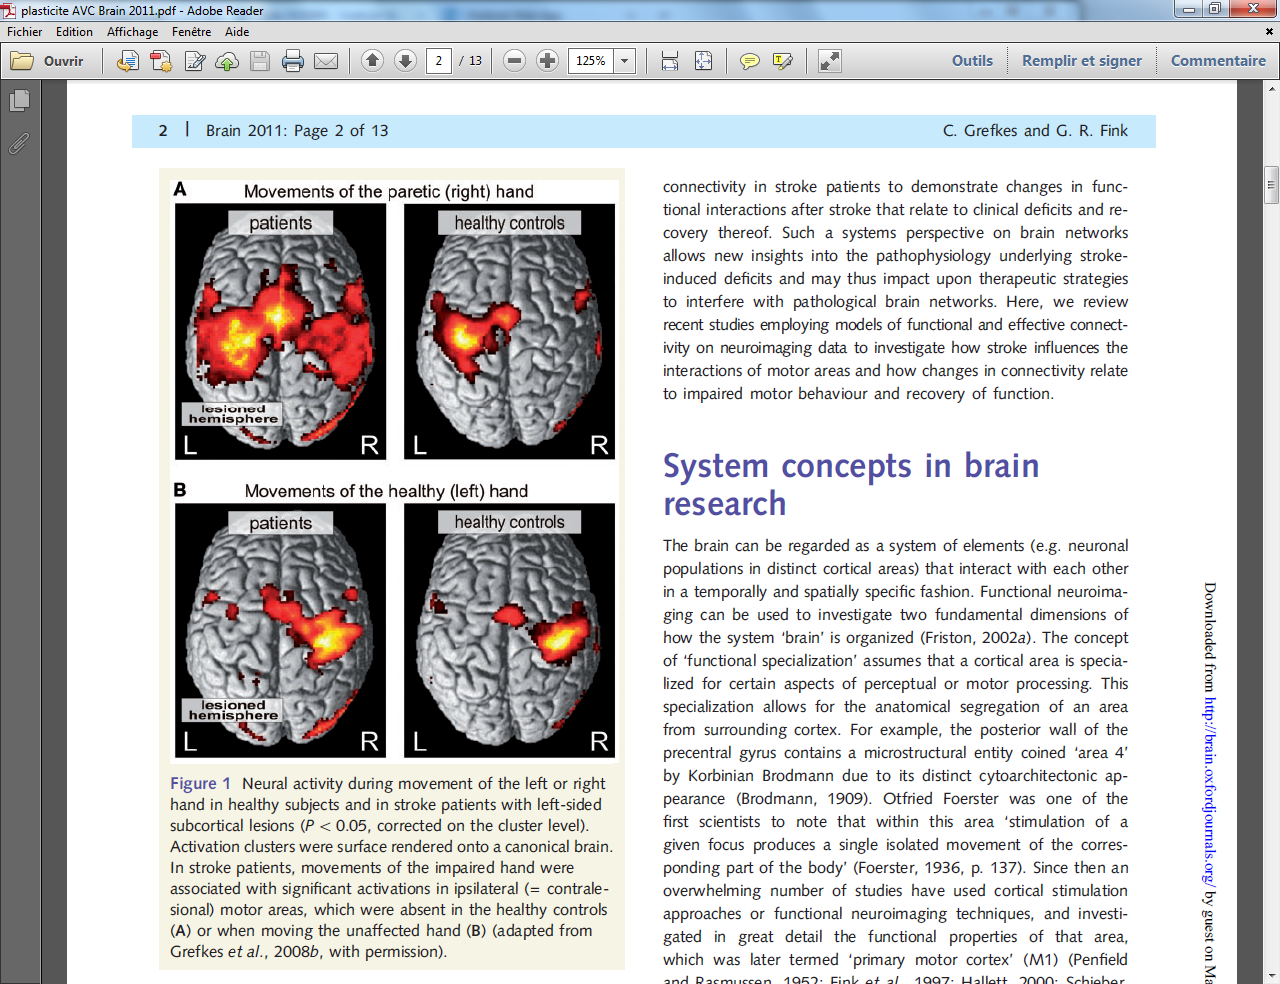 plasticite AVC Brain 2011.pdf - Adobe Reader
Fichier Edition Affichage Fenêtre Aide
Ouvrir 2 / 13 125% Outils Remplir et signer Commentaire
2 | Brain 2011: Page 2 of 13 C. Grefkes and G. R. Fink
A Movements of the paretic (right) hand
patients healthy controls
lesioned
hemisphere
L R L R
B Movements of the healthy (left) hand
patients healthy controls
lesioned
hemisphere
L R L R
Figure 1 Neural activity during movement of the left or right
hand in healthy subjects and in stroke patients with left-sided
subcortical lesions (P < 0.05, corrected on the cluster level).
Activation clusters were surface rendered onto a canonical brain.
In stroke patients, movements of the impaired hand were
associated with significant activations in ipsilateral (= contrale-
sional) motor areas, which were absent in the healthy controls
(A) or when moving the unaffected hand (B) (adapted from
Grefkes et al., 2008b, with permission).
connectivity in stroke patients to demonstrate changes in func-
tional interactions after stroke that relate to clinical deficits and re-
covery thereof. Such a systems perspective on brain networks
allows new insights into the pathophysiology underlying stroke-
induced deficits and may thus impact upon therapeutic strategies
to interfere with pathological brain networks. Here, we review
recent studies employing models of functional and effective connect-
ivity on neuroimaging data to investigate how stroke influences the
interactions of motor areas and how changes in connectivity relate
to impaired motor behaviour and recovery of function.
System concepts in brain
research
The brain can be regarded as a system of elements (e.g. neuronal
populations in distinct cortical areas) that interact with each other
in a temporally and spatially specific fashion. Functional neuroima-
ging can be used to investigate two fundamental dimensions of
how the system ‘brain’ is organized (Friston, 2002a). The concept
of ‘functional specialization’ assumes that a cortical area is specia-
lized for certain aspects of perceptual or motor processing. This
specialization allows for the anatomical segregation of an area
from surrounding cortex. For example, the posterior wall of the
precentral gyrus contains a microstructural entity coined ‘area 4’
by Korbinian Brodmann due to its distinct cytoarchitectonic ap-
pearance (Brodmann, 1909). Otfried Foerster was one of the
first scientists to note that within this area ‘stimulation of a
given focus produces a single isolated movement of the corres-
ponding part of the body’ (Foerster, 1936, p. 137). Since then an
overwhelming number of studies have used cortical stimulation
approaches or functional neuroimaging techniques, and investi-
gated in great detail the functional properties of that area,
which was later termed ‘primary motor cortex’ (M1) (Penfield
and Rasmussen, 1952; Fink et al., 1997; Hallett, 2000; Schieber,
Downloaded from http://brain.oxfordjournals.org/ by guest on Ma